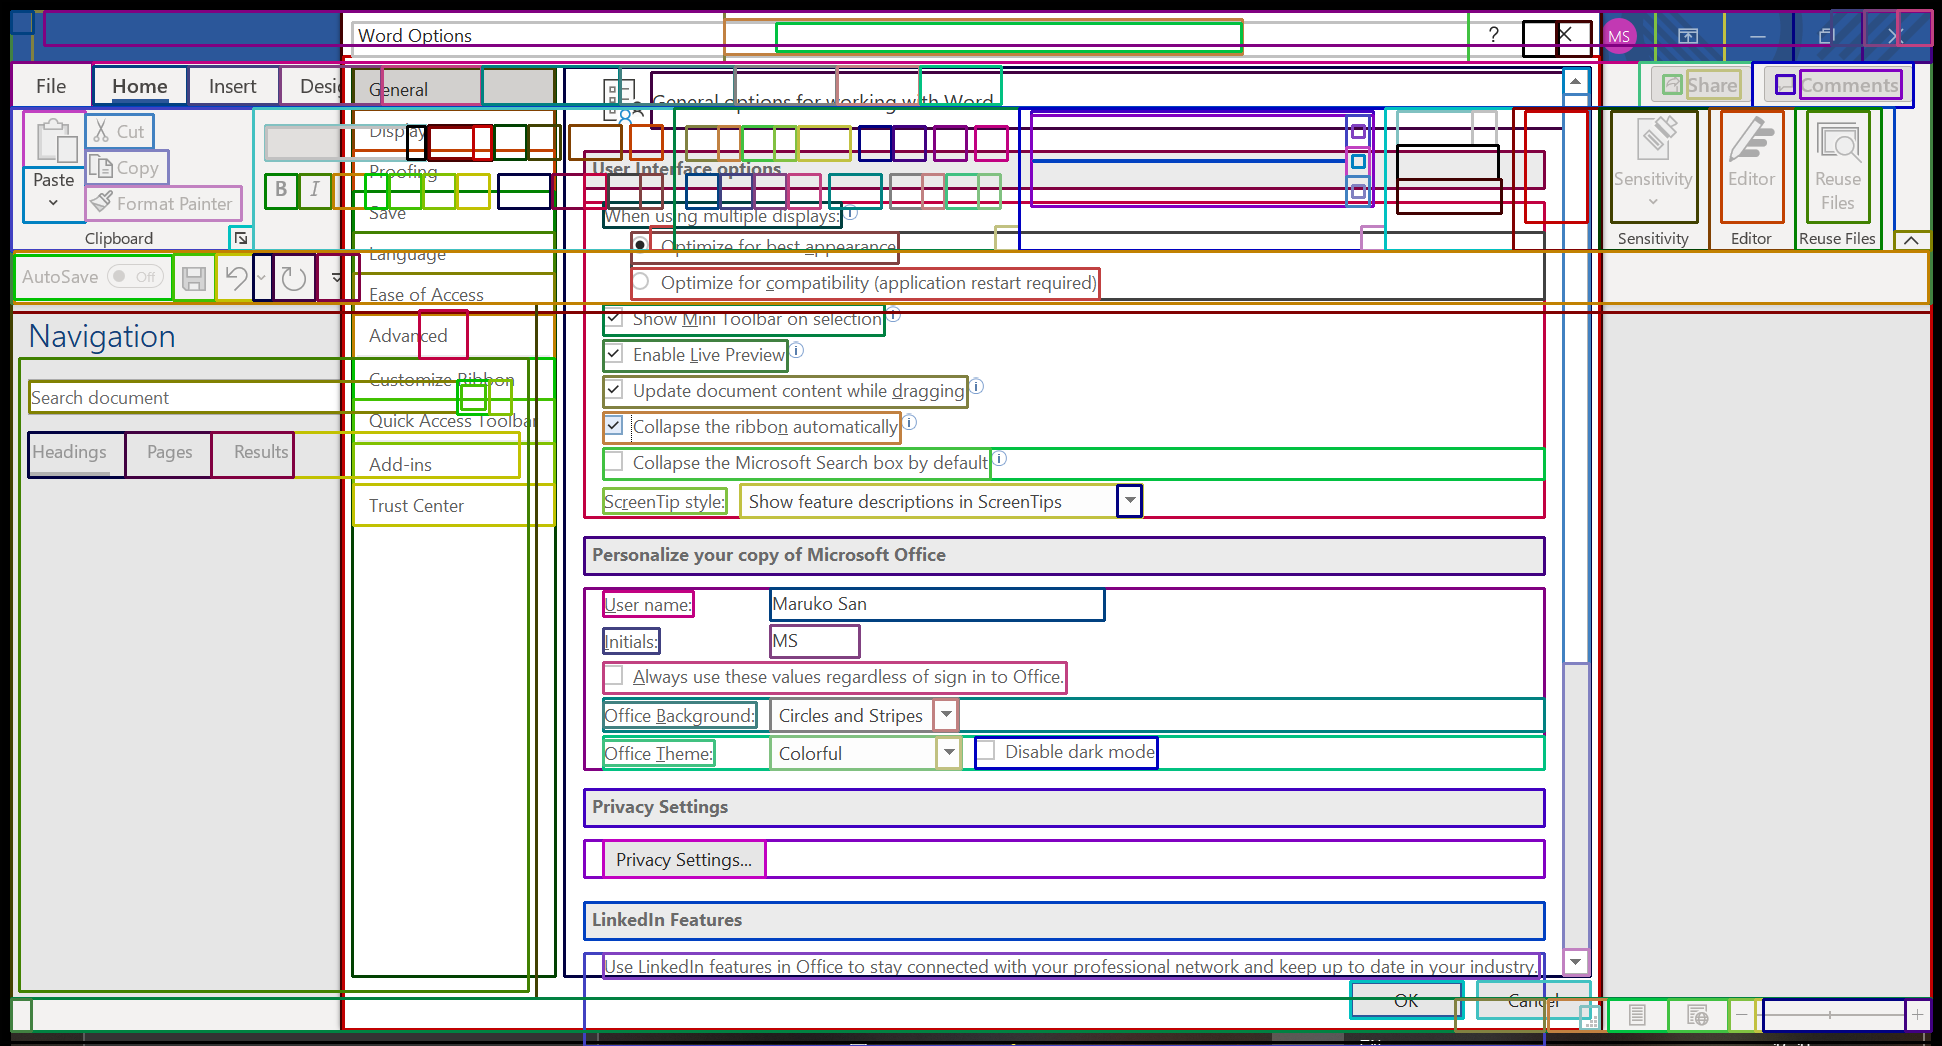 Word Options
?
MS
File
Home
Insert
General
Share
Comments
General options for working with Word
Cut
Copy
Paste
Format Painter
Clipboard
Display
Proofing
Save
Language
Ease of Access
Advanced
Customize Ribbon
Quick Access Toolbar
Add-ins
Trust Center
B
I
User Interface options
When using multiple displays:
Optimize for best appearance
Optimize for compatibility (application restart required)
Show Mini Toolbar on selection
Enable Live Preview
Update document content while dragging
Collapse the ribbon automatically
Collapse the Microsoft Search box by default
ScreenTip style:
Show feature descriptions in ScreenTips
Sensitivity
Editor
Reuse
Files
Sensitivity
Editor
Reuse Files
AutoSave
Off
Navigation
Search document
Headings
Pages
Results
Personalize your copy of Microsoft Office
User name:
Maruko San
Initials:
MS
Always use these values regardless of sign in to Office.
Office Background:
Circles and Stripes
Office Theme:
Colorful
Disable dark mode
Privacy Settings
Privacy Settings...
LinkedIn Features
Use LinkedIn features in Office to stay connected with your professional network and keep up to date in your industry.
OK
Cancel